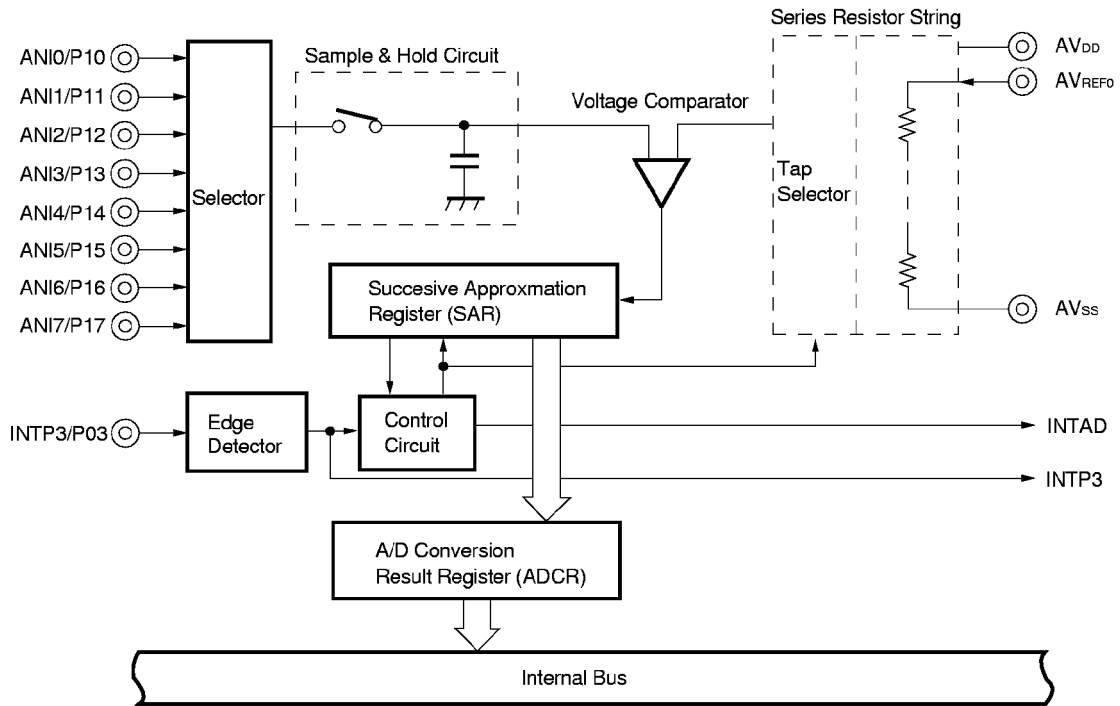 Series Resistor String
ANI0/P10
ANI1/P11
ANI2/P12
ANI3/P13
ANI4/P14
ANI5/P15
ANI6/P16
ANI7/P17
Selector
Sample & Hold Circuit
Voltage Comparator
Tap
Selector
AVDD
AVREF0
AVSS
Succesive Approxmation
Register (SAR)
INTP3/P03
Edge
Detector
Control
Circuit
INTAD
INTP3
A/D Conversion
Result Register (ADCR)
Internal Bus